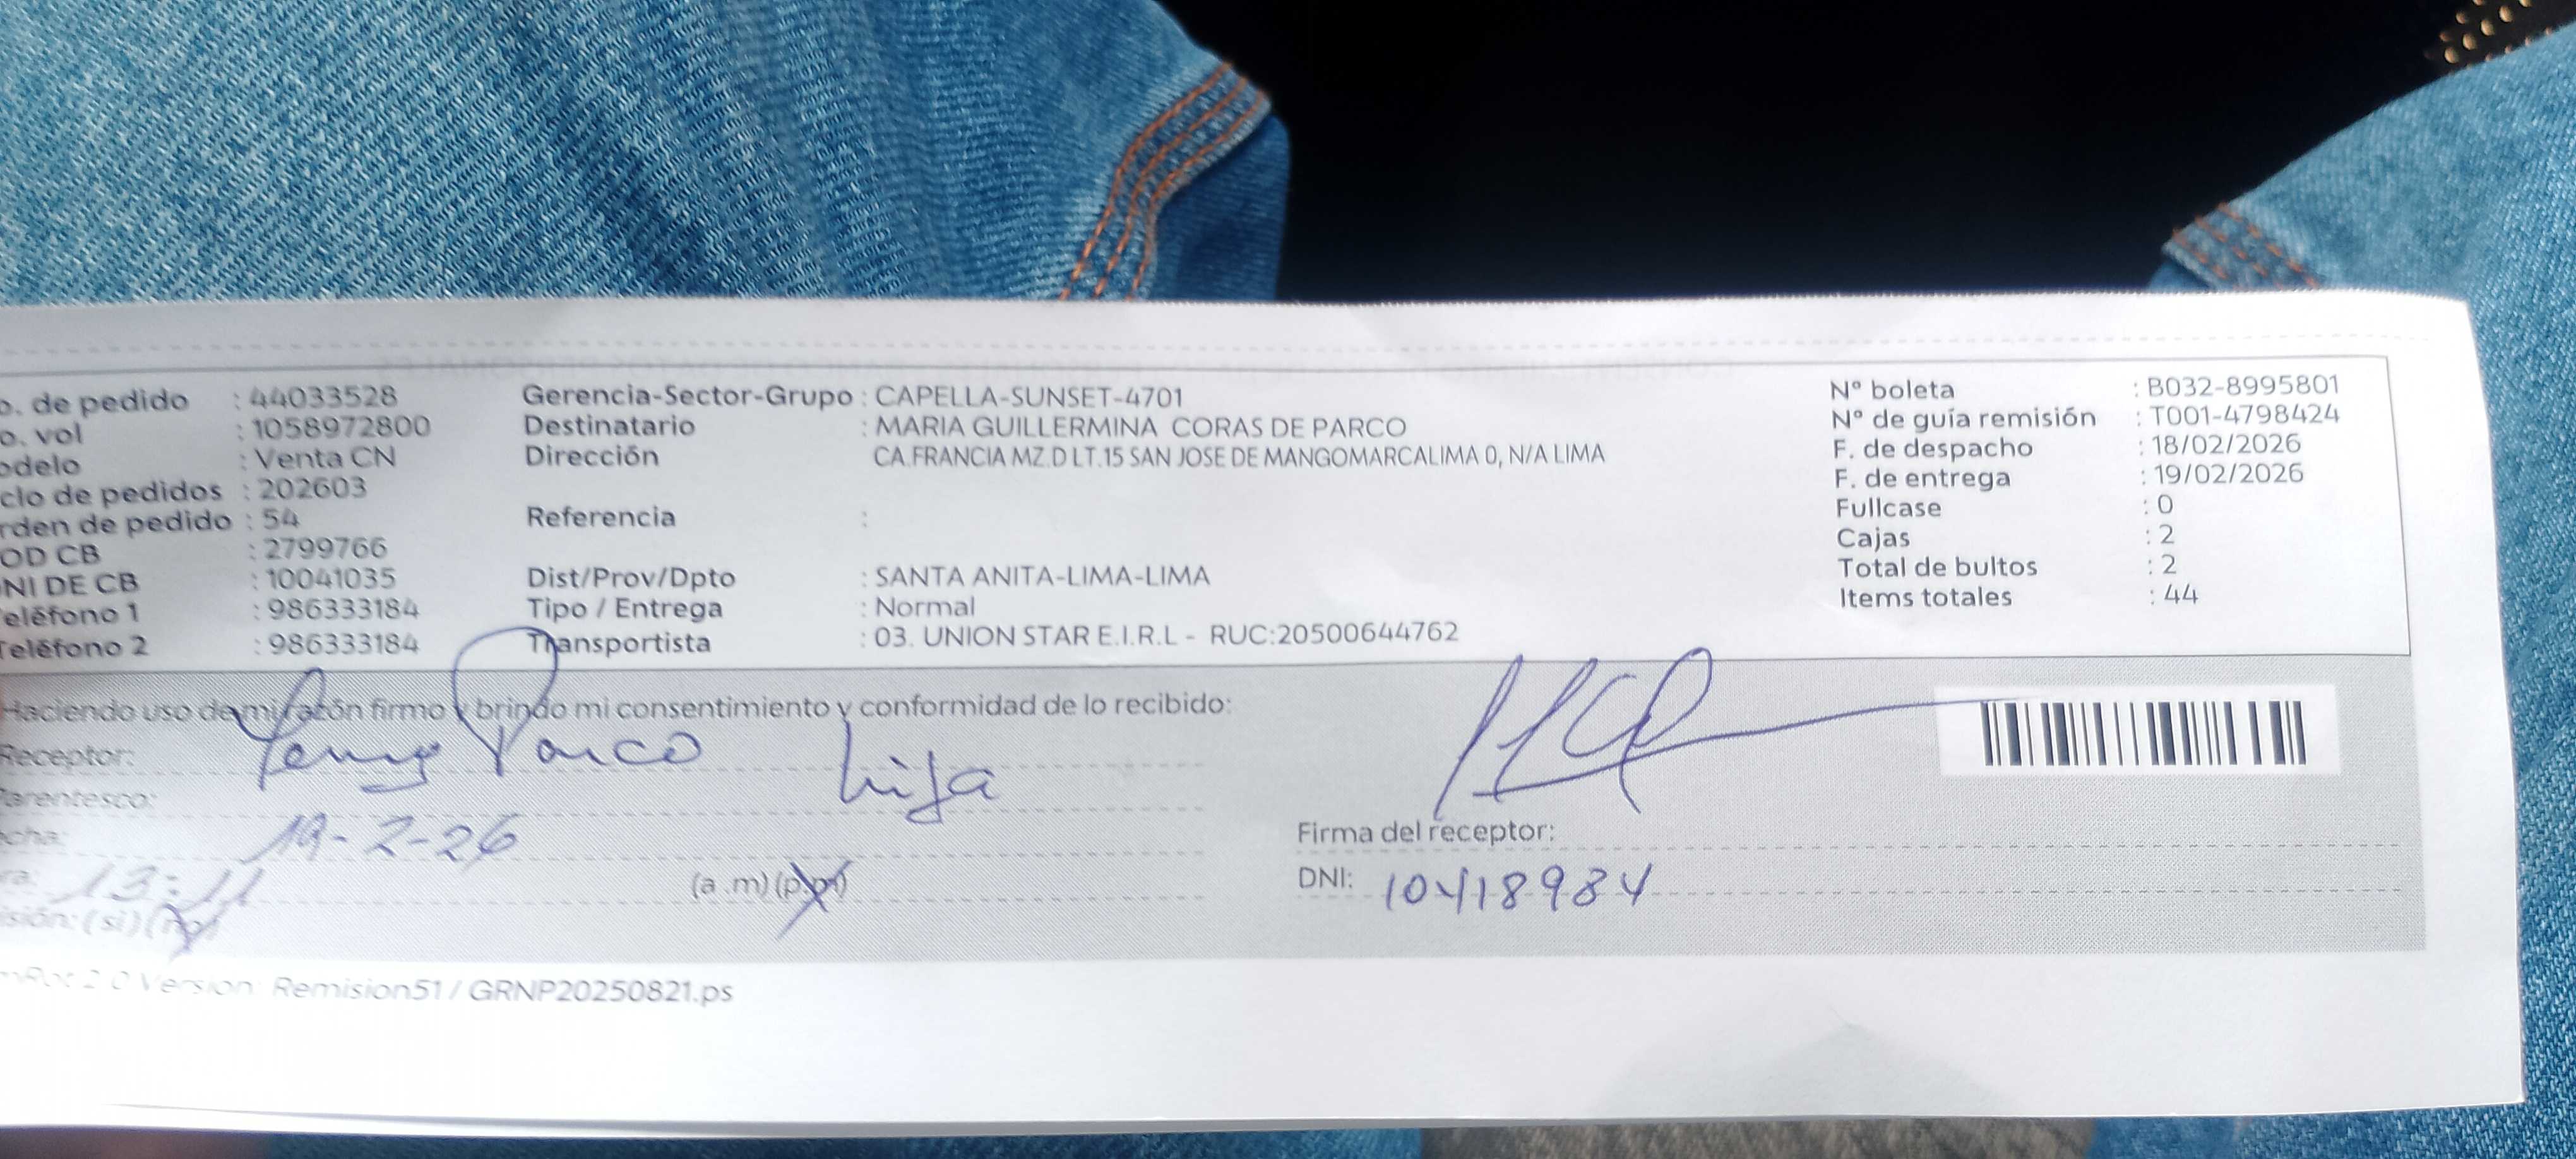 o. de pedido : 44033528 Gerencia-Sector-Grupo : CAPELLA-SUNSET-4701 N° boleta : B032-8995801
o. vol : 1058972800 Destinatario : MARIA GUILLERMINA CORAS DE PARCO N° de guía remisión : T001-4798424
odelo : Venta CN Dirección CA.FRANCIA MZ.D LT.15 SAN JOSE DE MANGOMARCALIMA 0, N/A LIMA F. de despacho : 18/02/2026
clo de pedidos : 202603 F. de entrega : 19/02/2026
rden de pedido : 54 Referencia : Fullcase : 0
OD CB : 2799766 Cajas : 2
NI DE CB : 10041035 Dist/Prov/Dpto : SANTA ANITA-LIMA-LIMA Total de bultos : 2
eléfono 1 : 986333184 Tipo / Entrega : Normal Items totales : 44
Teléfono 2 : 986333184 Transportista : 03. UNION STAR E.I.R.L - RUC:20500644762
Haciendo uso de mi razón firmo y brindo mi consentimiento y conformidad de lo recibido:
Receptor: Parco hija
Parentesco:
cha: 19-2-26 Firma del receptor:
ra: 13:11 (a.m) (p.m) DNI: 10418984
isión: (si) (no)
2.0 Version: Remision51 / GRNP20250821.ps